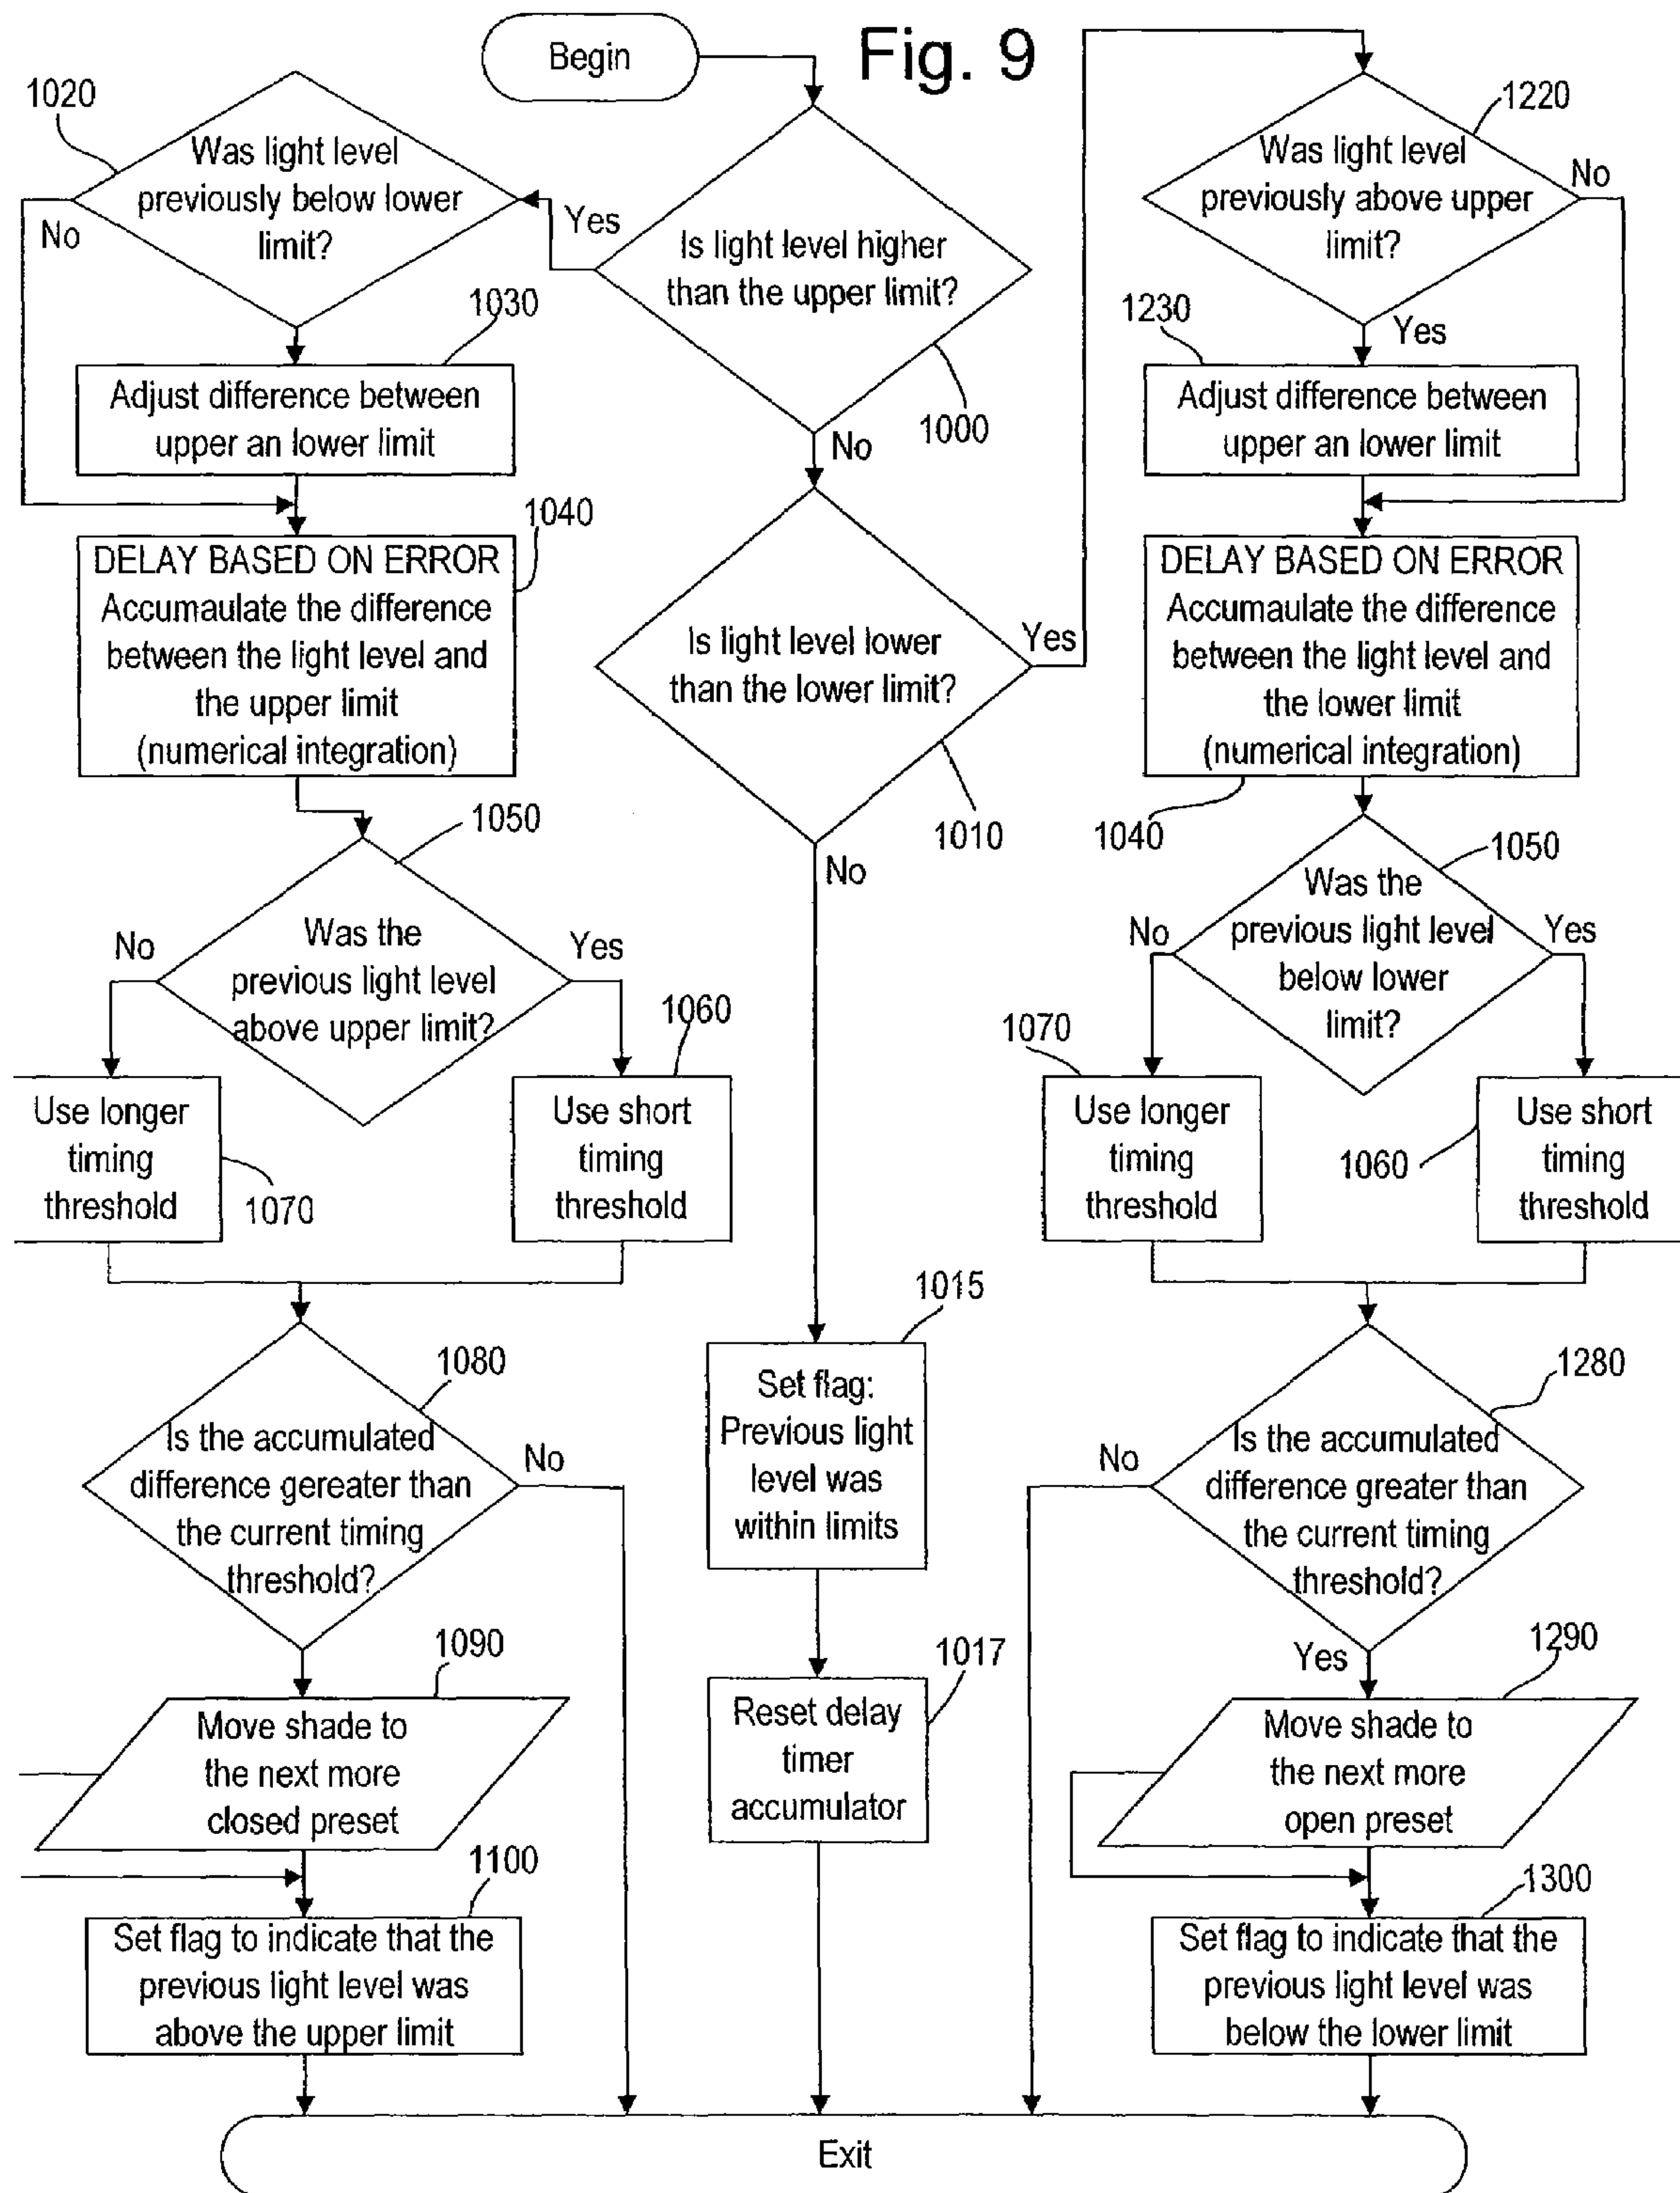 Fig. 9
Begin
1020
Was light level
previously below lower
limit?
No
Yes
Is light level higher
than the upper limit?
1000
No
1220
Was light level
previously above upper
limit?
No
Yes
1030
Adjust difference between
upper an lower limit
1230
Adjust difference between
upper an lower limit
1040
DELAY BASED ON ERROR
Accumaulate the difference
between the light level and
the upper limit
(numerical integration)
Is light level lower
than the lower limit?
Yes
1010
No
DELAY BASED ON ERROR
Accumaulate the difference
between the light level and
the lower limit
(numerical integration)
1040
1050
Was the
previous light level
above upper limit?
No
Yes
1050
Was the
previous light level
below lower
limit?
No
Yes
Use longer
timing
threshold
1070
1060
Use short
timing
threshold
1070
Use longer
timing
threshold
1060
Use short
timing
threshold
1080
Is the accumulated
difference gereater than
the current timing
threshold?
No
1015
Set flag:
Previous light
level was
within limits
1280
Is the accumulated
difference greater than
the current timing
threshold?
No
Yes
1090
Move shade to
the next more
closed preset
1017
Reset delay
timer
accumulator
1290
Move shade to
the next more
open preset
1100
Set flag to indicate that the
previous light level was
above the upper limit
1300
Set flag to indicate that the
previous light level was
below the lower limit
Exit